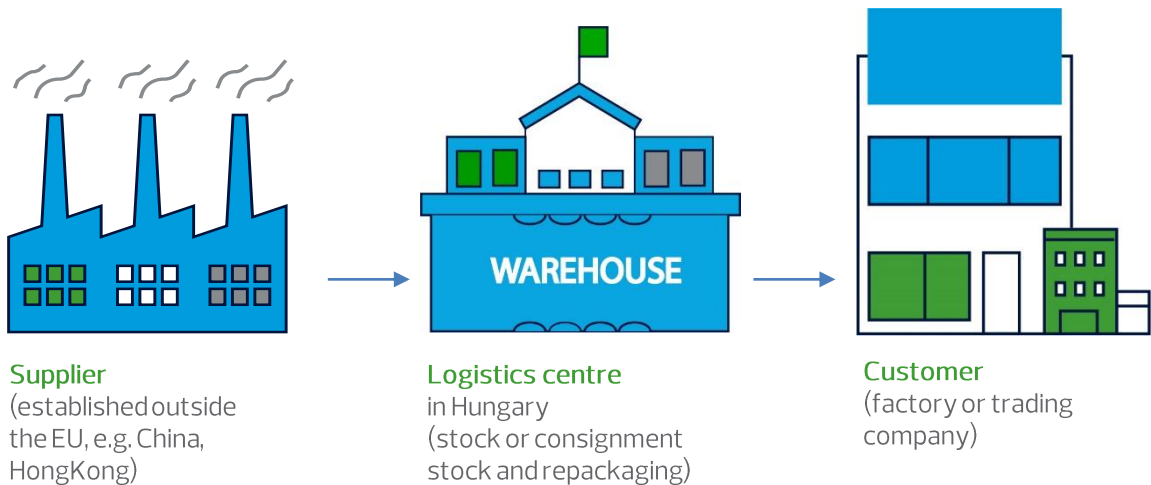 WAREHOUSE
Supplier
(established outside
the EU, e.g. China,
HongKong)
Logistics centre
in Hungary
(stock or consignment
stock and repackaging)
Customer
(factory or trading
company)